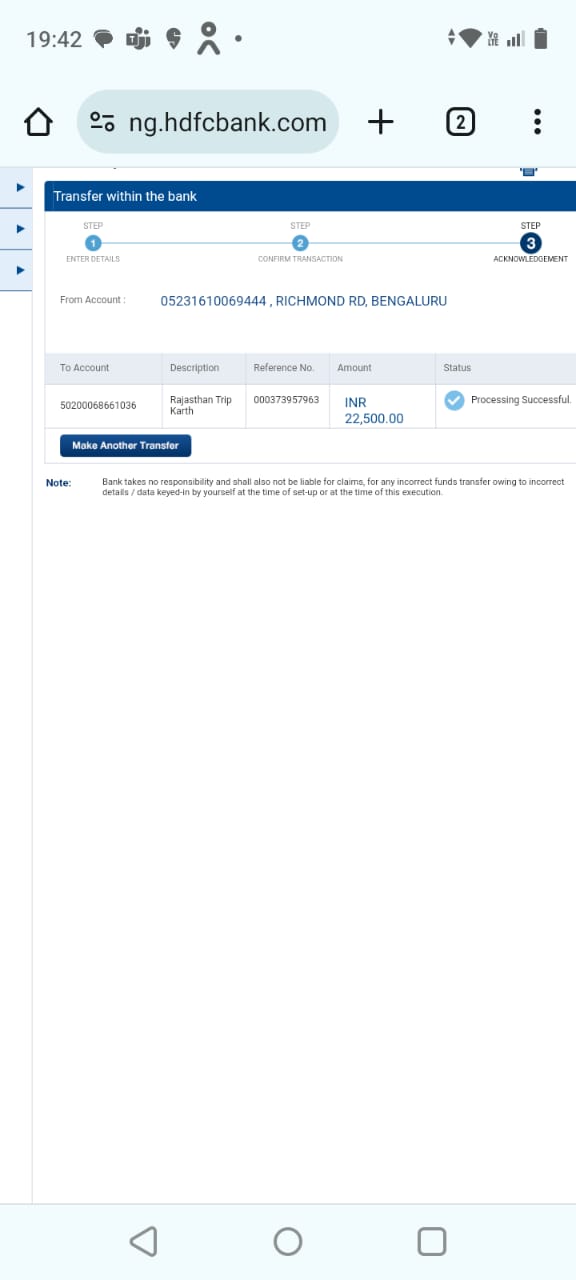 19:42
Vo LTE
ng.hdfcbank.com
2
Transfer within the bank
STEP STEP STEP
1 2 3
ENTER DETAILS CONFIRM TRANSACTION ACKNOWLEDGEMENT
From Account : 05231610069444 , RICHMOND RD, BENGALURU
To Account Description Reference No. Amount Status
50200068661036 Rajasthan Trip Karth 000373957963 INR 22,500.00 Processing Successful.
Make Another Transfer
Note: Bank takes no responsibility and shall also not be liable for claims, for any incorrect funds transfer owing to incorrect
details / data keyed-in by yourself at the time of set-up or at the time of this execution.